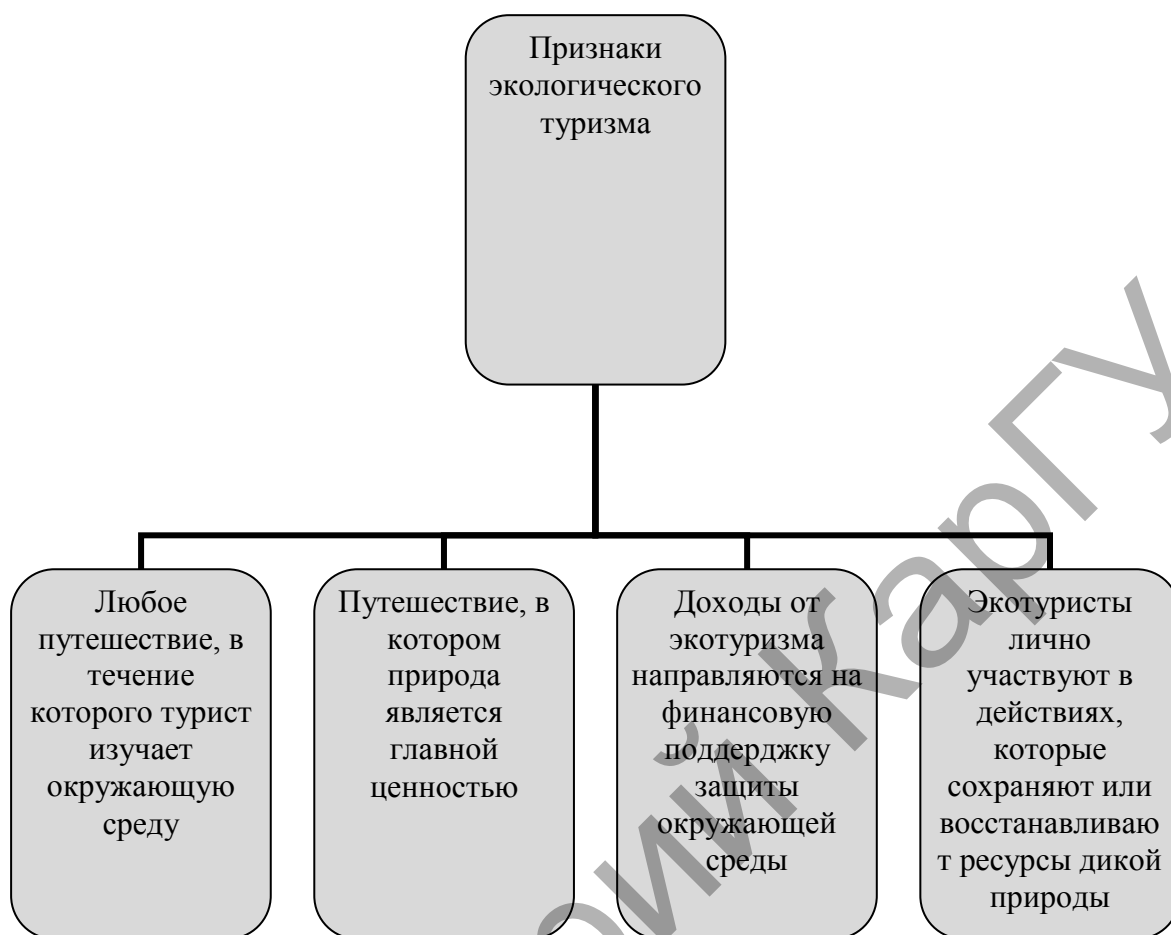 Признаки
экологического
туризма
Любое
путешествие, в
течение
которого турист
изучает
окружающую
среду
Путешествие, в
котором
природа
является
главной
ценностью
Доходы от
экотуризма
направляются на
финансовую
поддерджку
защиты
окружающей
среды
Экотуристы
лично
участвуют в
действиях,
которые
сохраняют или
восстанавливаю
т ресурсы дикой
природы
рий КарГУ